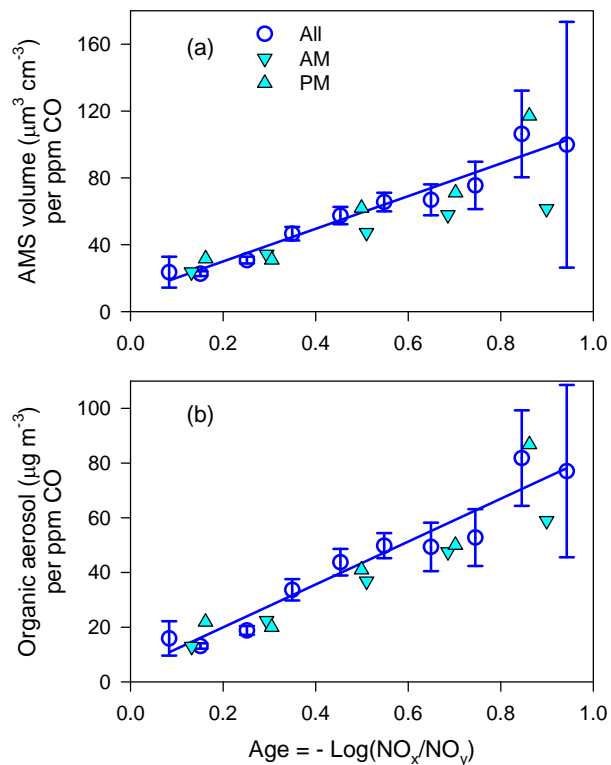 (a)
All
AM
PM
AMS volume (μm³ cm⁻³)
per ppm CO
160
120
80
40
0
0.0 0.2 0.4 0.6 0.8 1.0
(b)
Organic aerosol (μg m⁻³)
per ppm CO
100
80
60
40
20
0
0.0 0.2 0.4 0.6 0.8 1.0
Age = - Log(NOₓ/NOᵧ)